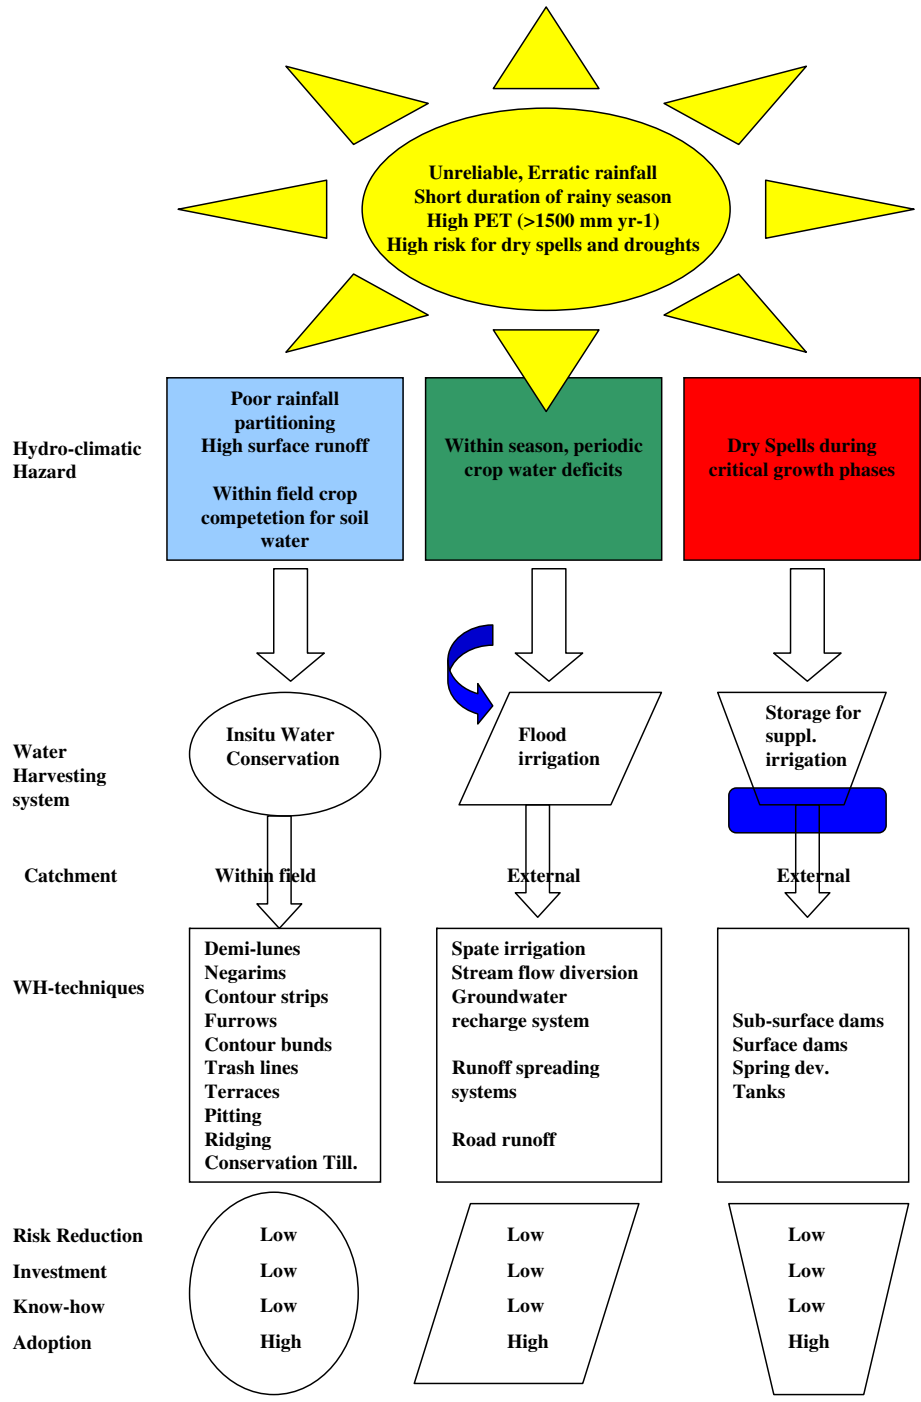 Unreliable, Erratic rainfall
Short duration of rainy season
High PET (>1500 mm yr-1)
High risk for dry spells and droughts
Hydro-climatic
Hazard
Poor rainfall
partitioning
High surface runoff
Within field crop
competetion for soil
water
Within season, periodic
crop water deficits
Dry Spells during
critical growth phases
Water
Harvesting
system
Insitu Water
Conservation
Flood
irrigation
Storage for
suppl.
irrigation
Catchment
Within field
External
External
WH-techniques
Demi-lunes
Negarims
Contour strips
Furrows
Contour bunds
Trash lines
Terraces
Pitting
Ridging
Conservation Till.
Spate irrigation
Stream flow diversion
Groundwater
recharge system
Runoff spreading
systems
Road runoff
Sub-surface dams
Surface dams
Spring dev.
Tanks
Risk Reduction Low Low Low
Investment Low Low Low
Know-how Low Low Low
Adoption High High High